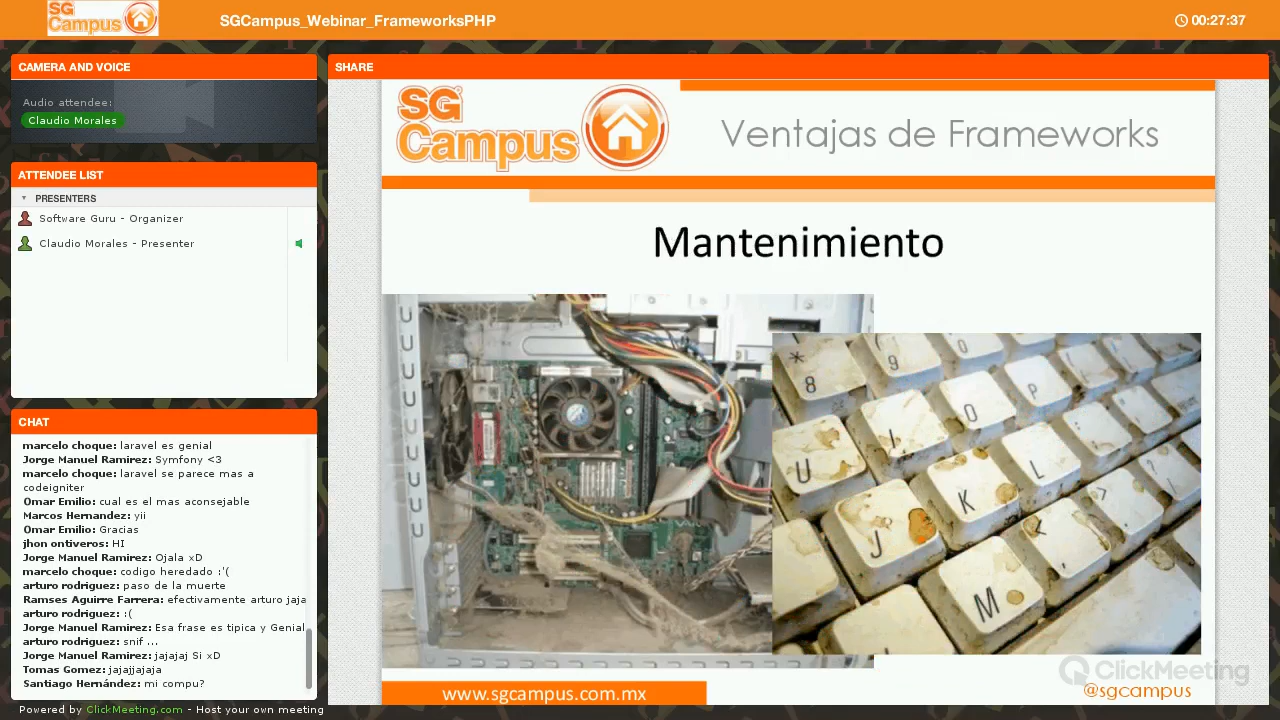 SG Campus
SGCampus_Webinar_FrameworksPHP
00:27:37
CAMERA AND VOICE
Audio attendee:
Claudio Morales
ATTENDEE LIST
PRESENTERS
Software Guru - Organizer
Claudio Morales - Presenter
CHAT
marcelo choque: laravel es genial
Jorge Manuel Ramirez: Symfony <3
marcelo choque: laravel se parece mas a
codeigniter
Omar Emilio: cual es el mas aconsejable
Marcos Hernandez: yii
Omar Emilio: Gracias
jhon ontiveros: HI
Jorge Manuel Ramirez: Ojala xD
marcelo choque: codigo heredado :'(
arturo rodriguez: paso de la muerte
Ramses Aguirre Farrera: efectivamente arturo jaja
arturo rodriguez: :(
Jorge Manuel Ramirez: Esa frase es tipica y Genial
arturo rodriguez: snif ...
Jorge Manuel Ramirez: jajajaj Si xD
Tomas Gomez: jajajjajaja
Santiago Hernández: mi compu?
Powered by ClickMeeting.com - Host your own meeting
SHARE
SG
Campus
Ventajas de Frameworks
Mantenimiento
* 8
( 9
O
P
U
I
O
P
J
K
L
M
<
ClickMeeting
www.sgcampus.com.mx
@sgcampus